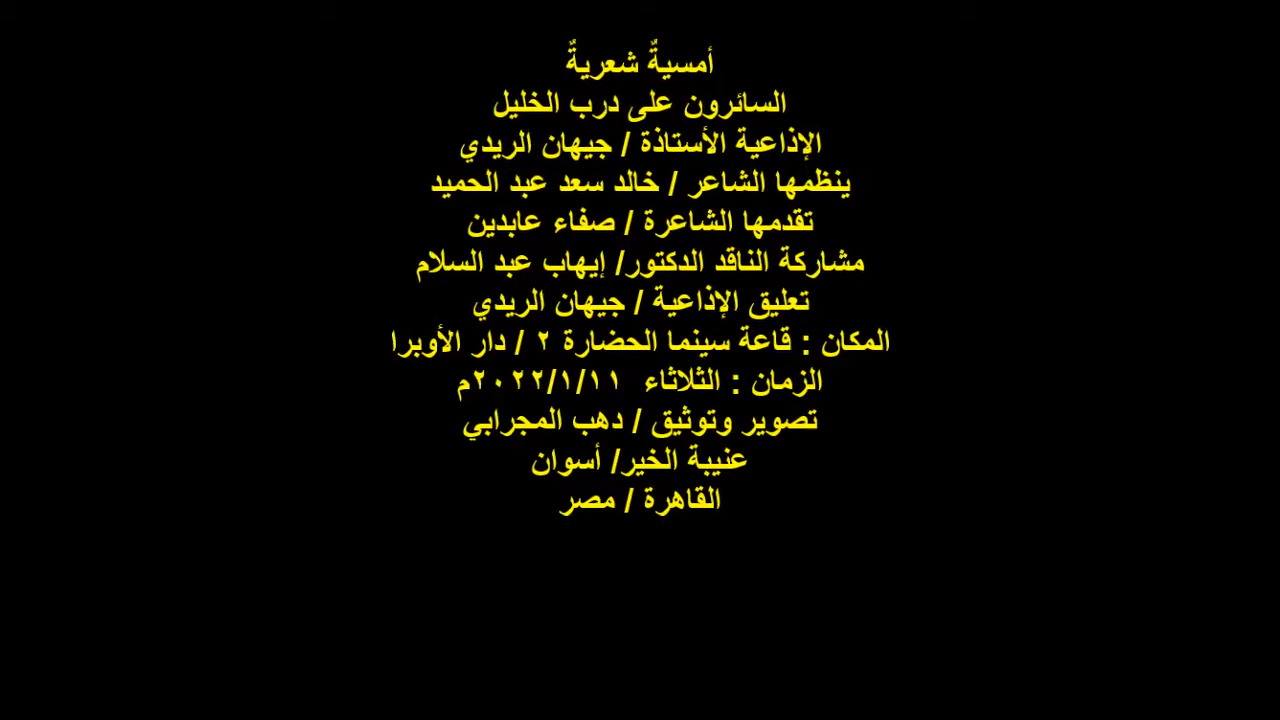 أمسيةٌ شعريةٌ
السائرون على درب الخليل
الإذاعية الأستاذة / جيهان الريدي
ينظمها الشاعر / خالد سعد عبد الحميد
تقدمها الشاعرة / صفاء عابدين
مشاركة الناقد الدكتور/ إيهاب عبد السلام
تعليق الإذاعية / جيهان الريدي
المكان : قاعة سينما الحضارة ٢ / دار الأوبرا
الزمان : الثلاثاء ٢٠٢٢/١/١١م
تصوير وتوثيق / دهب المجرابي
عنيبة الخير/ أسوان
القاهرة / مصر